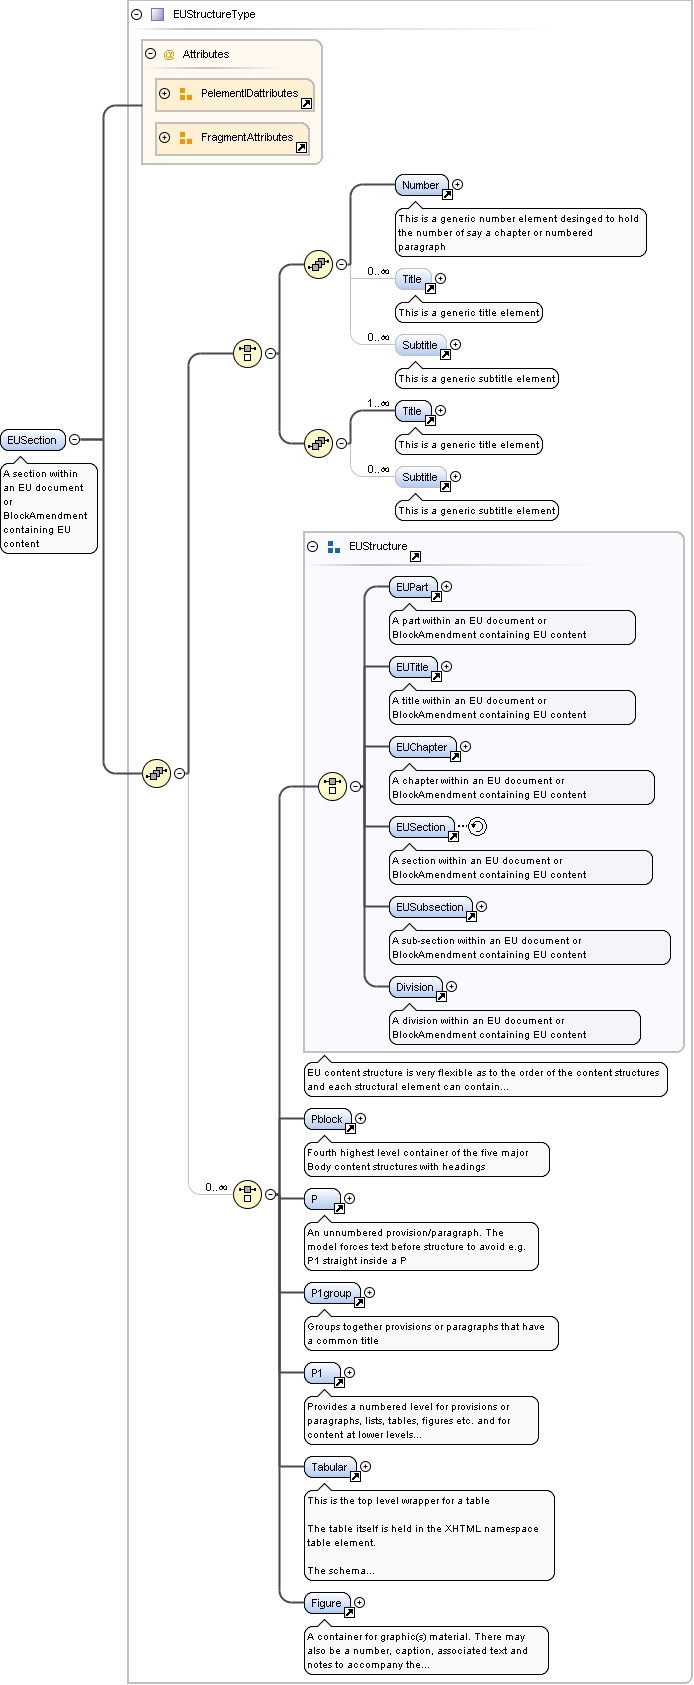 EUStructureType
@ Attributes
PelementIDattributes
FragmentAttributes
Number
This is a generic number element desinged to hold
the number of say a chapter or numbered
paragraph
0..∞
Title
This is a generic title element
0..∞
Subtitle
This is a generic subtitle element
1..∞
Title
This is a generic title element
0..∞
Subtitle
This is a generic subtitle element
EUSection
A section within
an EU document
or
BlockAmendment
containing EU
content
EUStructure
EUPart
A part within an EU document or
BlockAmendment containing EU content
EUTitle
A title within an EU document or
BlockAmendment containing EU content
EUChapter
A chapter within an EU document or
BlockAmendment containing EU content
EUSection
A section within an EU document or
BlockAmendment containing EU content
EUSubsection
A sub-section within an EU document or
BlockAmendment containing EU content
Division
A division within an EU document or
BlockAmendment containing EU content
EU content structure is very flexible as to the order of the content structures
and each structural element can contain...
Pblock
Fourth highest level container of the five major
Body content structures with headings
0..∞
P
An unnumbered provision/paragraph. The
model forces text before structure to avoid e.g.
P1 straight inside a P
P1group
Groups together provisions or paragraphs that have
a common title
P1
Provides a numbered level for provisions or
paragraphs, lists, tables, figures etc. and for
content at lower levels...
Tabular
This is the top level wrapper for a table
The table itself is held in the XHTML namespace
table element.
The schema...
Figure
A container for graphic(s) material. There may
also be a number, caption, associated text and
notes to accompany the...